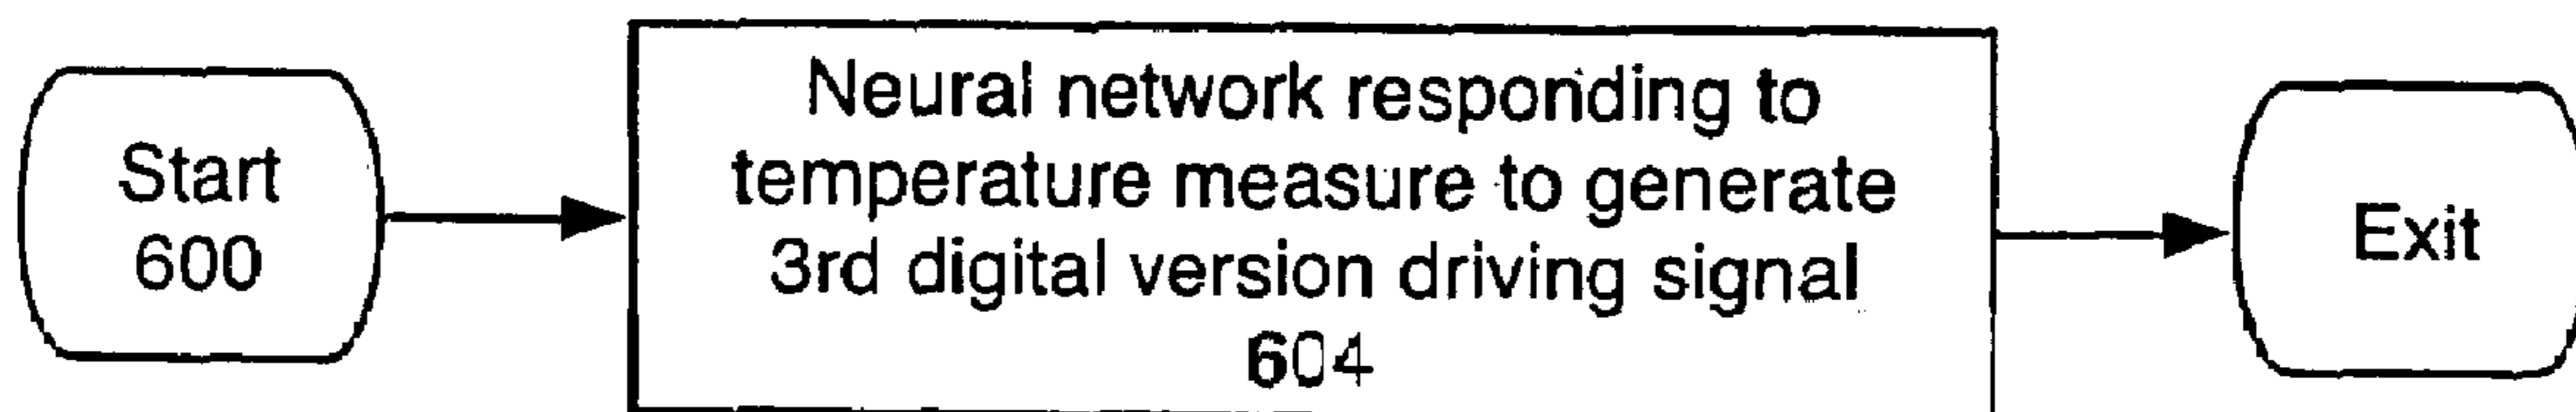 Start
600
Neural network responding to
temperature measure to generate
3rd digital version driving signal
604
Exit